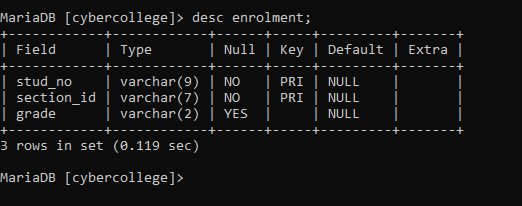 MariaDB [cybercollege]> desc enrolment;
+------------+------------+------+-----+---------+-------+
| Field      | Type       | Null | Key | Default | Extra |
+------------+------------+------+-----+---------+-------+
| stud_no    | varchar(9) | NO   | PRI | NULL    |       |
| section_id | varchar(7) | NO   | PRI | NULL    |       |
| grade      | varchar(2) | YES  |     | NULL    |       |
+------------+------------+------+-----+---------+-------+
3 rows in set (0.119 sec)
MariaDB [cybercollege]>